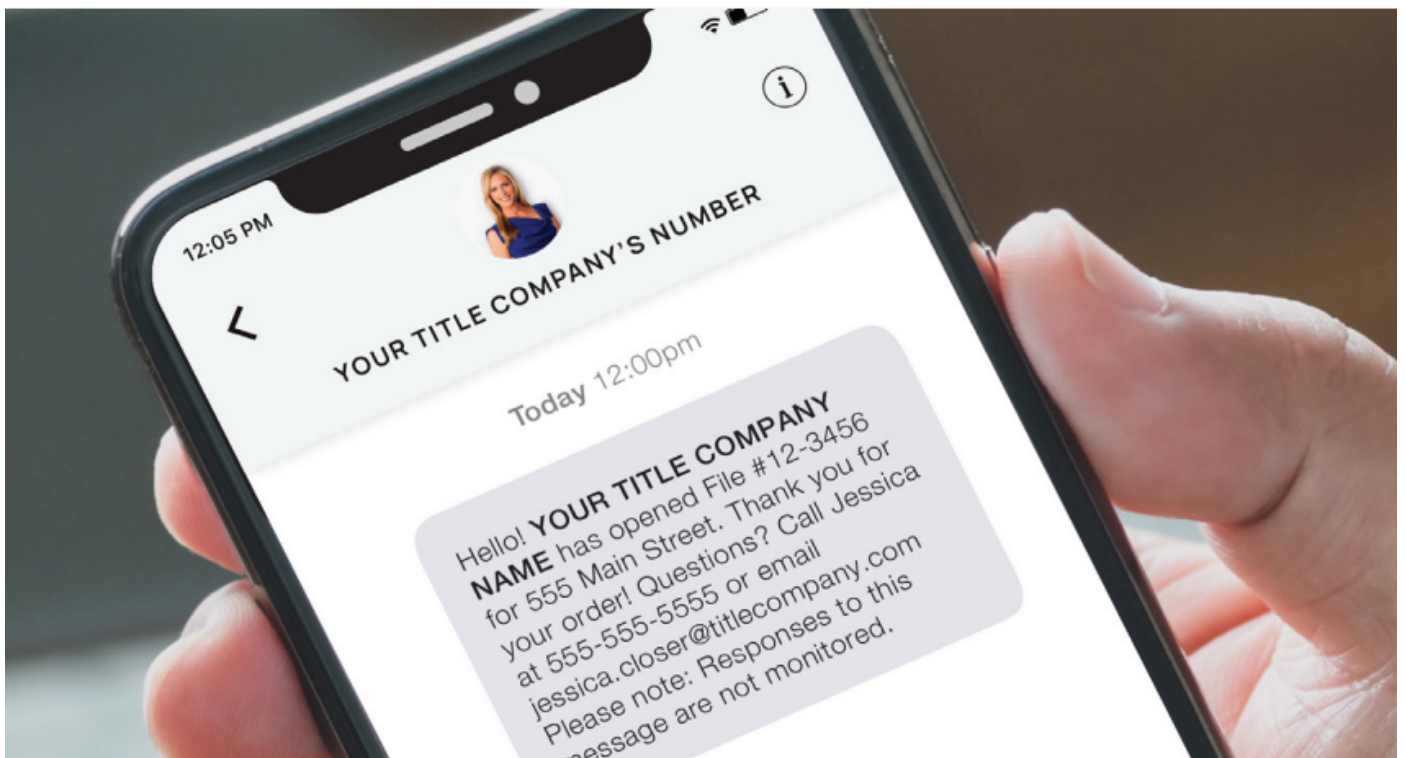 12:05 PM
i
YOUR TITLE COMPANY'S NUMBER
Today 12:00pm
Hello! YOUR TITLE COMPANY
NAME has opened File #12-3456
for 555 Main Street. Thank you for
your order! Questions? Call Jessica
at 555-555-5555 or email
jessica.closer@titlecompany.com
Please note: Responses to this
message are not monitored.